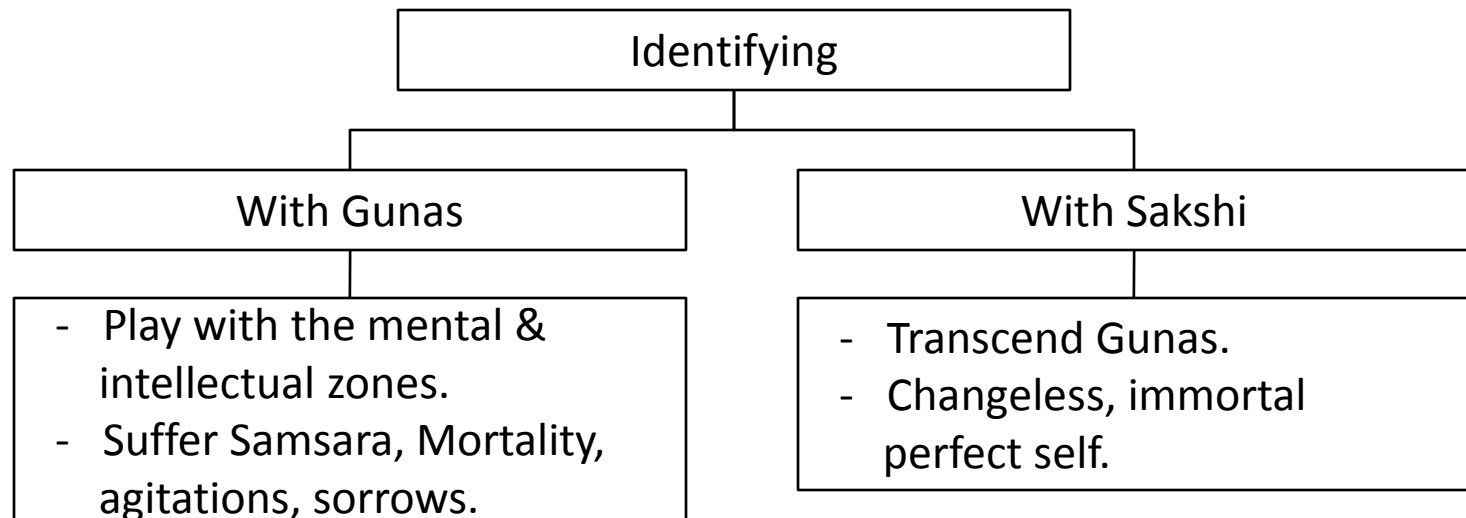 Identifying
With Gunas
With Sakshi
- Play with the mental &
intellectual zones.
- Suffer Samsara, Mortality,
agitations, sorrows.
- Transcend Gunas.
- Changeless, immortal
perfect self.